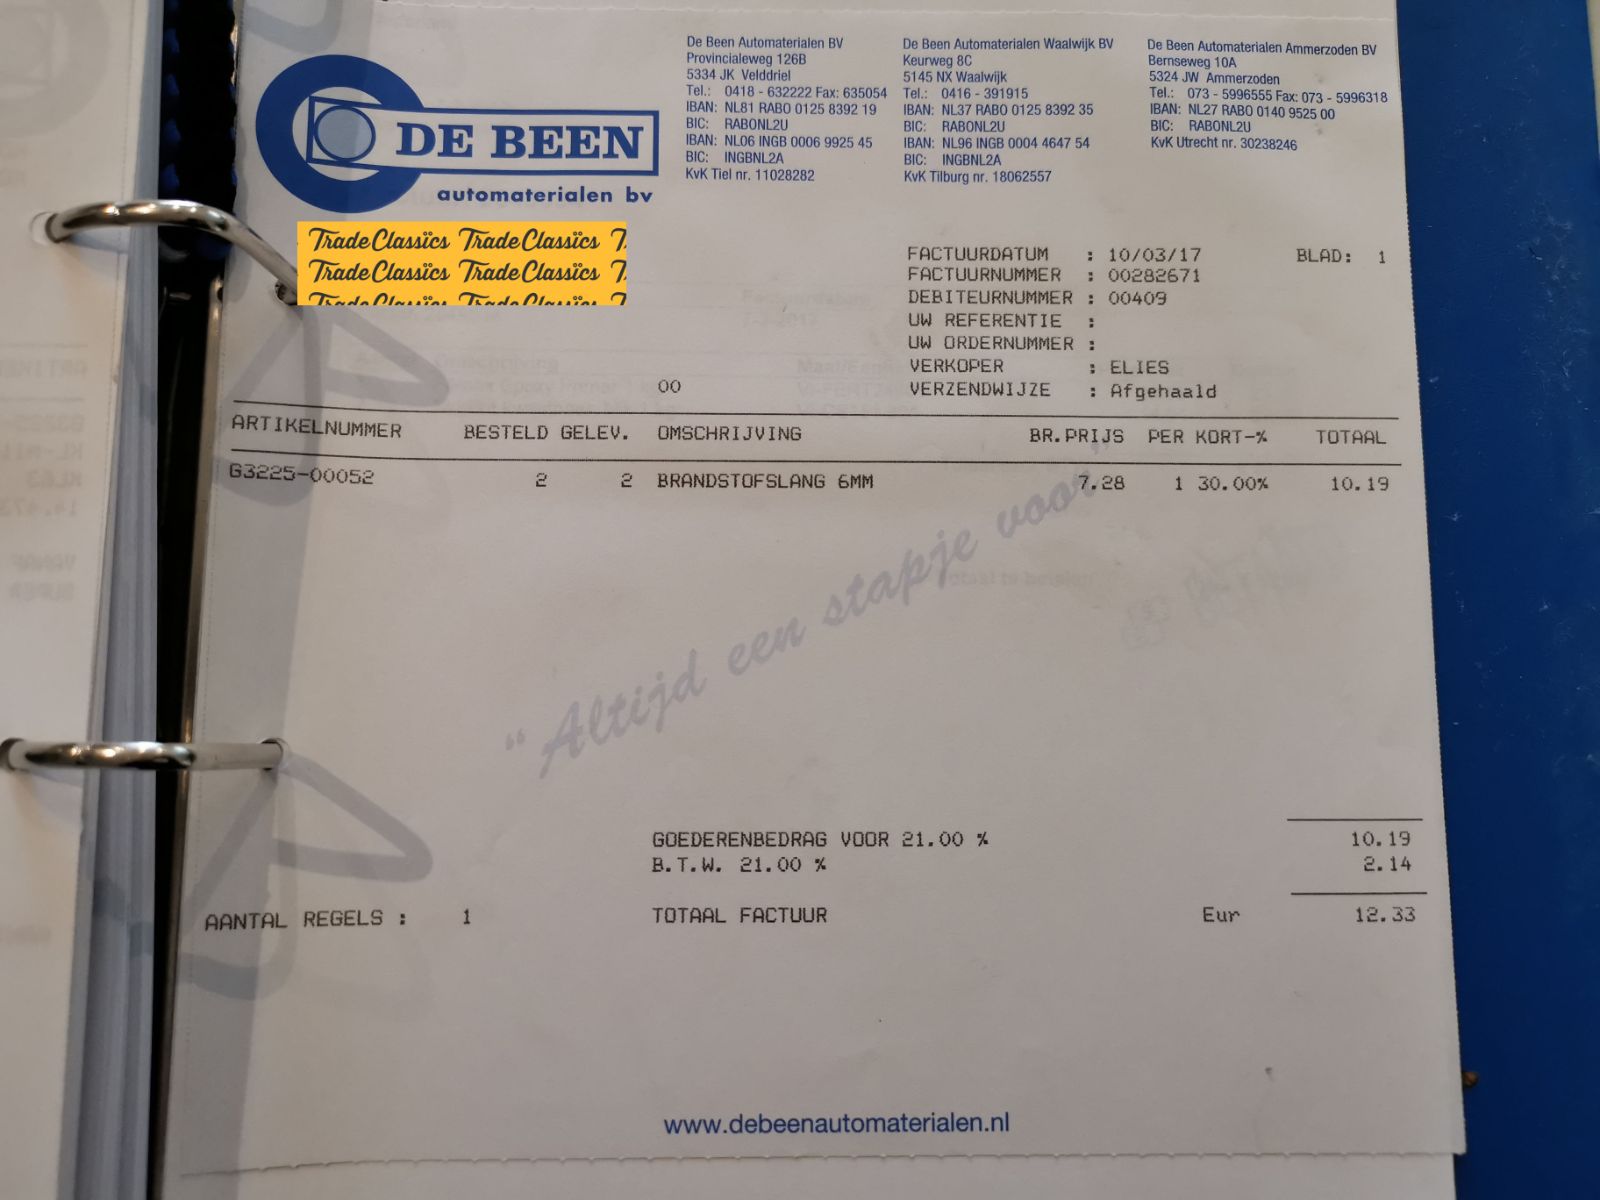 DE BEEN
automaterialen bv
De Been Automaterialen BV
Provincialeweg 126B
5334 JK Velddriel
Tel.: 0418 - 632222 Fax: 635054
IBAN: NL81 RABO 0125 8392 19
BIC: RABONL2U
IBAN: NL06 INGB 0006 9925 45
BIC: INGBNL2A
KvK Tiel nr. 11028282
De Been Automaterialen Waalwijk BV
Keurweg 8C
5145 NX Waalwijk
Tel.: 0416 - 391915
IBAN: NL37 RABO 0125 8392 35
BIC: RABONL2U
IBAN: NL96 INGB 0004 4647 54
BIC: INGBNL2A
KvK Tilburg nr. 18062557
De Been Automaterialen Ammerzoden BV
Bernseweg 10A
5324 JW Ammerzoden
Tel.: 073 - 5996555 Fax: 073 - 5996318
IBAN: NL27 RABO 0140 9525 00
BIC: RABONL2U
KvK Utrecht nr. 30238246
TradeClassics TradeClassics T
TradeClassics TradeClassics T
TradeClassics TradeClassics T
FACTUURDATUM : 10/03/17 BLAD: 1
FACTUURNUMMER : 00282671
DEBITEURNUMMER : 00409
UW REFERENTIE :
UW ORDERNUMMER :
VERKOPER : ELIES
00 VERZENDWIJZE : Afgehaald
ARTIKELNUMMER BESTELD GELEV. OMSCHRIJVING BR.PRIJS PER KORT-% TOTAAL
G3225-00052 2 2 BRANDSTOFSLANG 6MM 7.28 1 30.00% 10.19
"Altijd een stapje voor"
GOEDERENBEDRAG VOOR 21.00 % 10.19
B.T.W. 21.00 % 2.14
AANTAL REGELS : 1 TOTAAL FACTUUR Eur 12.33
www.debeenautomaterialen.nl